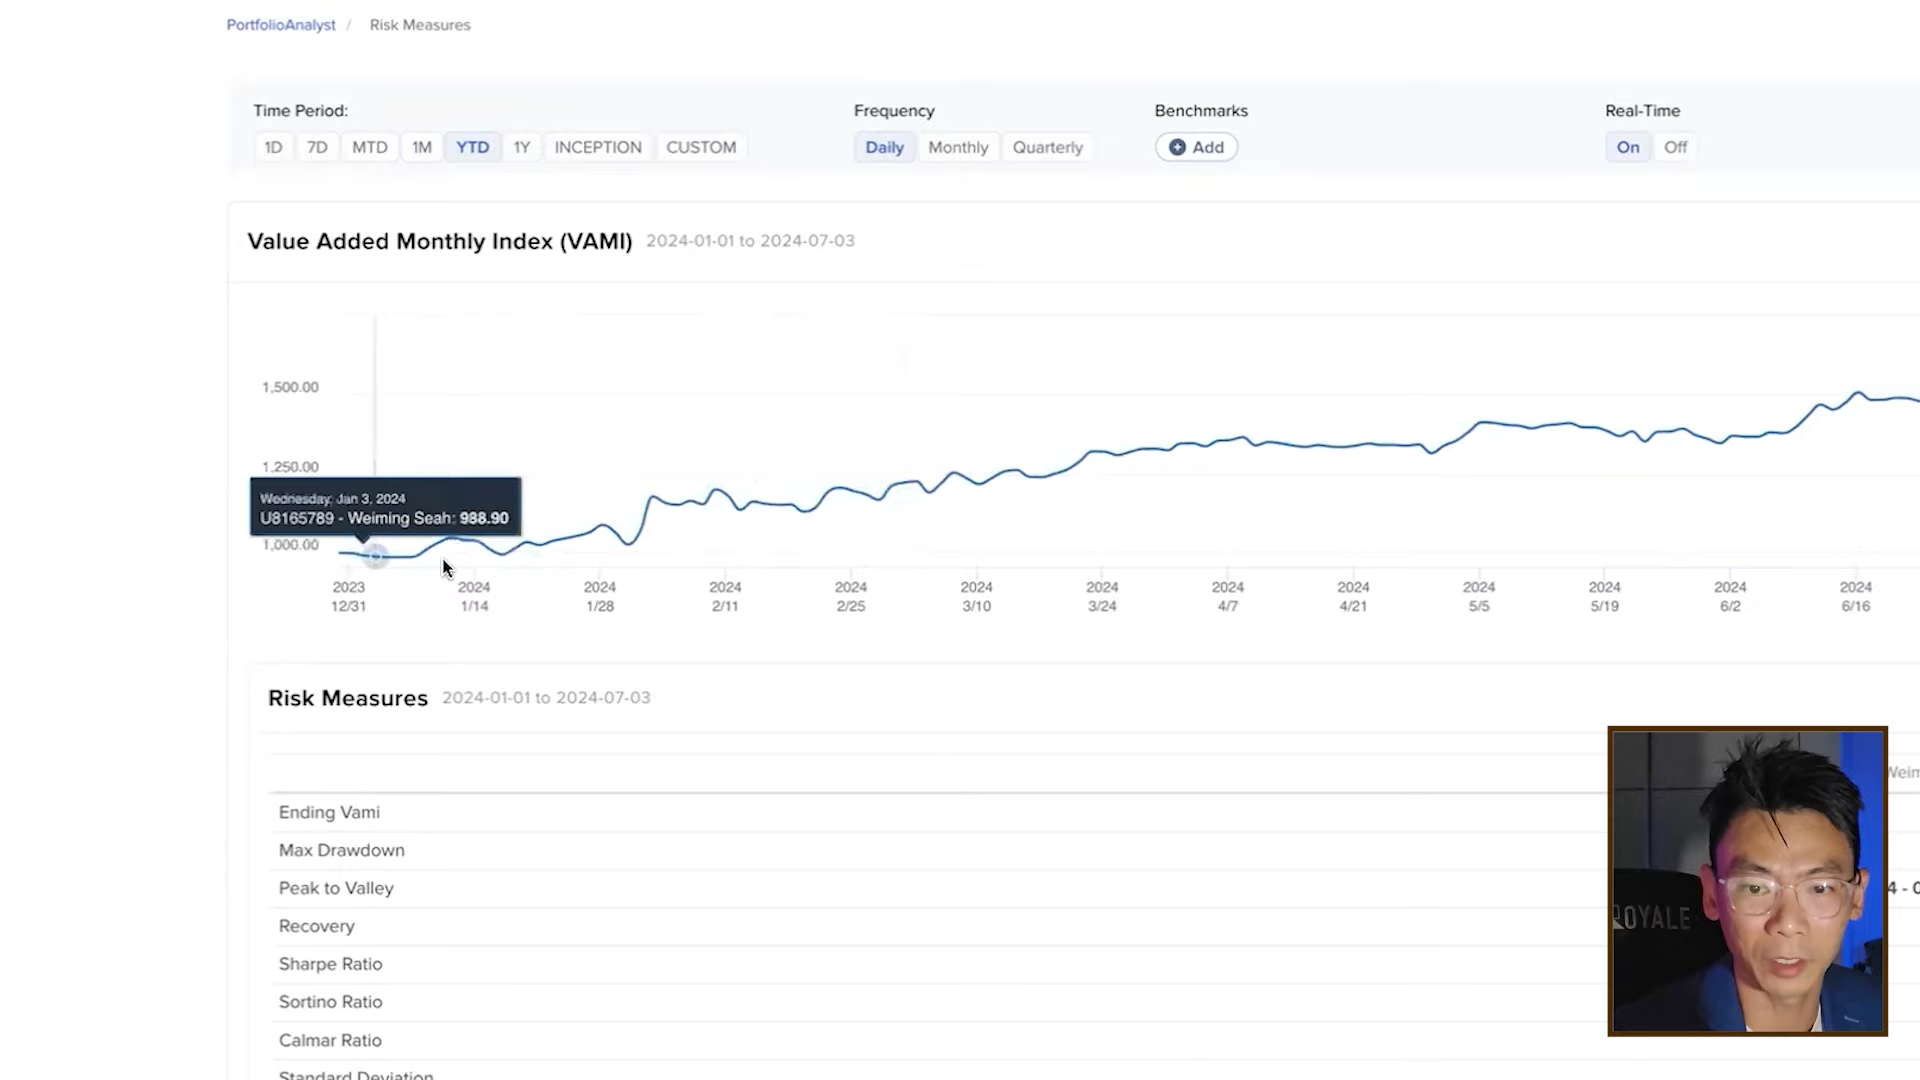 PortfolioAnalyst / Risk Measures
Time Period:
Frequency
Benchmarks
Real-Time
1D 7D MTD 1M YTD 1Y INCEPTION CUSTOM
Daily Monthly Quarterly
Add
On Off
Value Added Monthly Index (VAMI) 2024-01-01 to 2024-07-03
1,500.00
1,250.00
Wednesday, Jan 3, 2024
U8165789 - Weiming Seah: 988.90
1,000.00
2023 2024 2024 2024 2024 2024 2024 2024 2024 2024 2024 2024 2024
12/31 1/14 1/28 2/11 2/25 3/10 3/24 4/7 4/21 5/5 5/19 6/2 6/16
Risk Measures 2024-01-01 to 2024-07-03
Ending Vami
Max Drawdown
Peak to Valley
Recovery
Sharpe Ratio
Sortino Ratio
Calmar Ratio
Standard Deviation
ROYALE